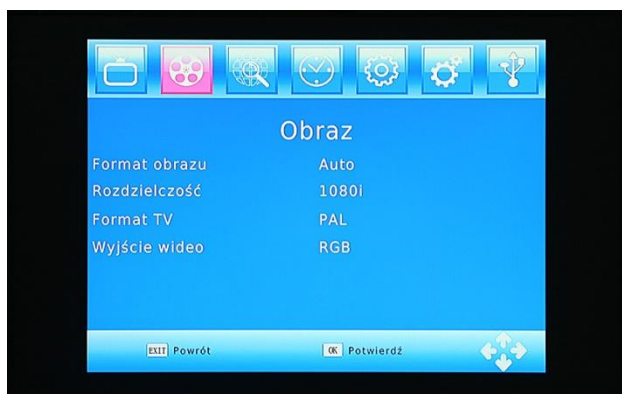 Obraz
Format obrazu Auto
Rozdzielczość 1080i
Format TV PAL
Wyjście wideo RGB
EXIT Powrót OK Potwierdź